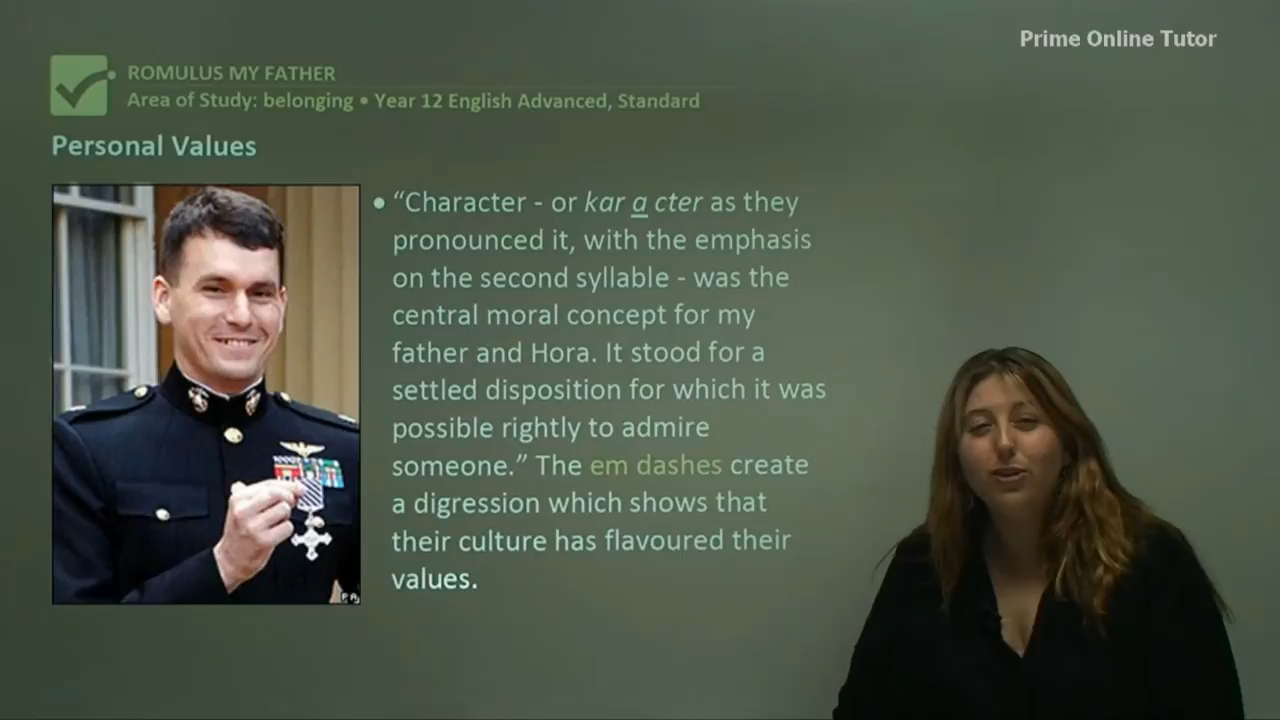 Prime Online Tutor
ROMULUS MY FATHER
Area of Study: belonging • Year 12 English Advanced, Standard
Personal Values
• “Character - or kar a cter as they
pronounced it, with the emphasis
on the second syllable - was the
central moral concept for my
father and Hora. It stood for a
settled disposition for which it was
possible rightly to admire
someone.” The em dashes create
a digression which shows that
their culture has flavoured their
values.
PA